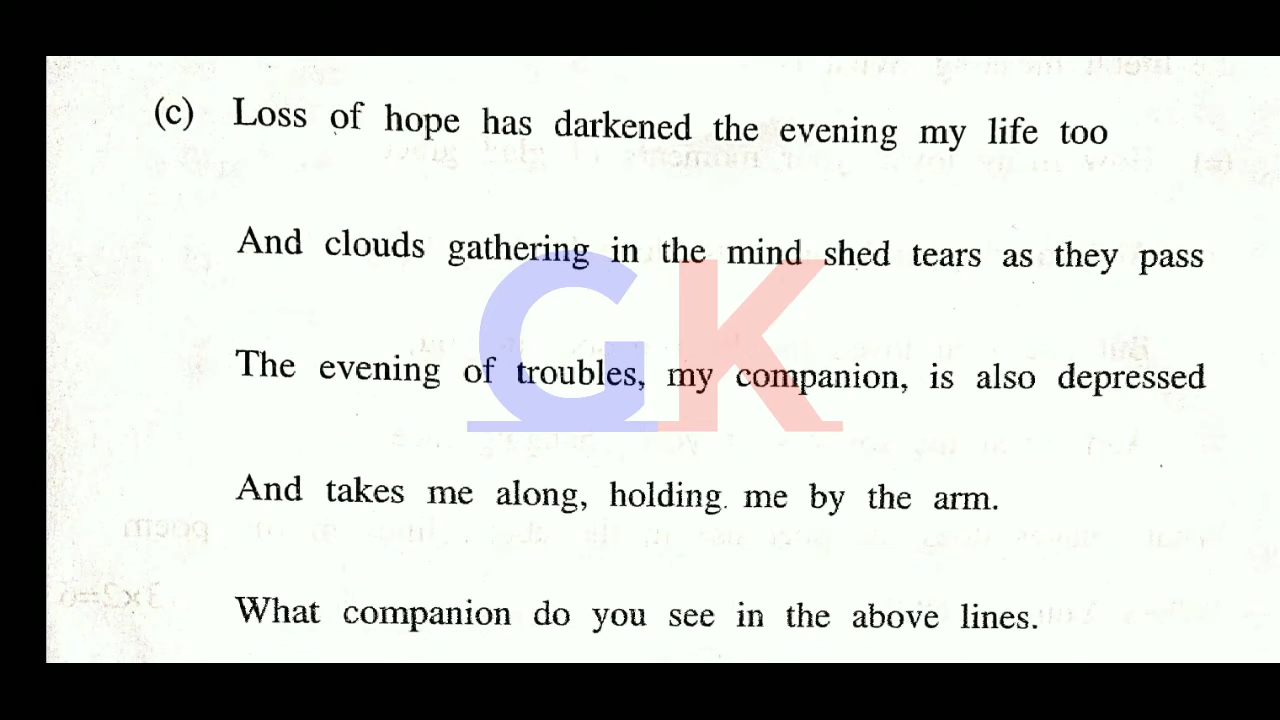 (c) Loss of hope has darkened the evening my life too
And clouds gathering in the mind shed tears as they pass
The evening of troubles, my companion, is also depressed
And takes me along, holding me by the arm.
What companion do you see in the above lines.
GK